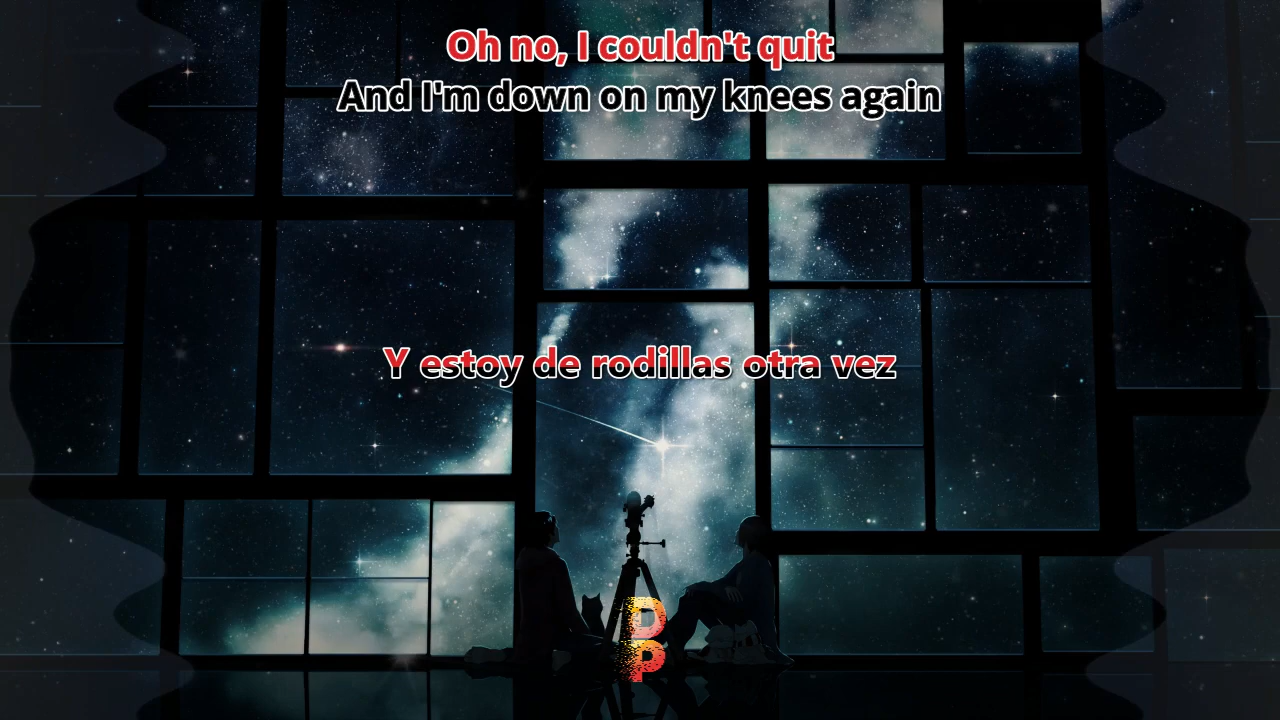 Oh no, I couldn't quit
And I'm down on my knees again
Y estoy de rodillas otra vez
D
P